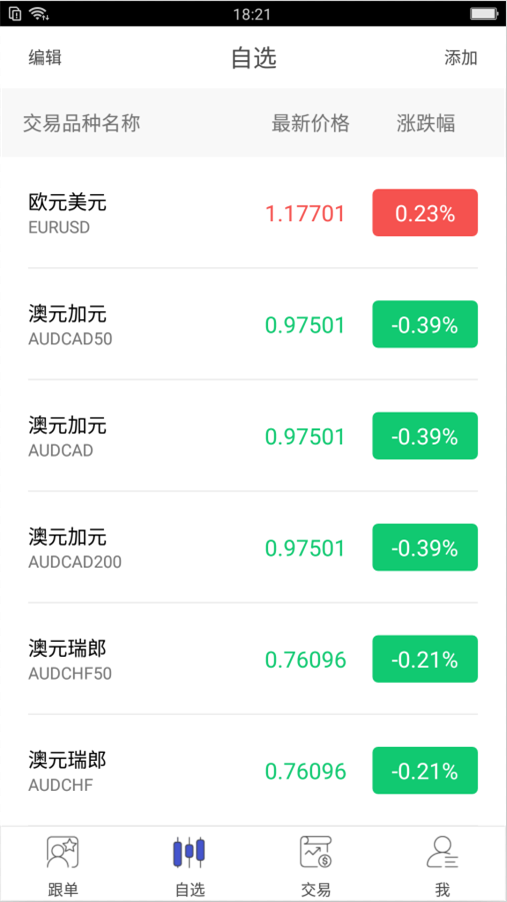 18:21
编辑 自选 添加
交易品种名称 最新价格 涨跌幅
欧元美元
EURUSD
1.17701 0.23%
澳元加元
AUDCAD50
0.97501 -0.39%
澳元加元
AUDCAD
0.97501 -0.39%
澳元加元
AUDCAD200
0.97501 -0.39%
澳元瑞郎
AUDCHF50
0.76096 -0.21%
澳元瑞郎
AUDCHF
0.76096 -0.21%
跟单 自选 交易 我